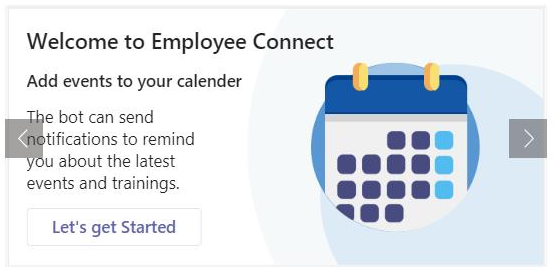 Welcome to Employee Connect
Add events to your calender
The bot can send
notifications to remind
you about the latest
events and trainings.
Let's get Started